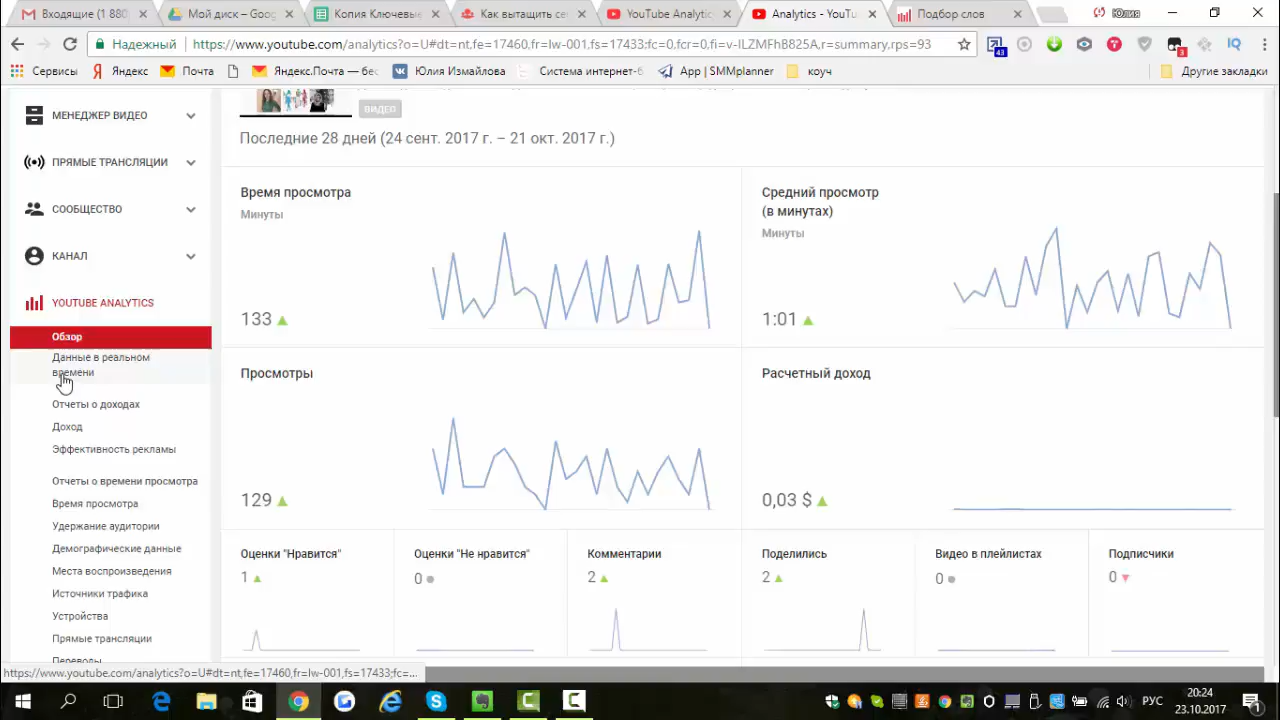 Входящие (1 880)
Мой диск – Goog
Копия Ключевые
Как вытащить се
YouTube Analytic
Analytics - YouTu
Подбор слов
Юлия
Надежный
https://www.youtube.com/analytics?o=U#dt=nt,fe=17460,fr=lw-001,fs=17433;fc=0,fcr=0,fi=v-ILZMFhB825A,r=summary,rps=93
43
3
Сервисы
Яндекс
Почта
Яндекс.Почта — бес
Юлия Измайлова
Система интернет-б
App | SMMplanner
коуч
Другие закладки
МЕНЕДЖЕР ВИДЕО
ПРЯМЫЕ ТРАНСЛЯЦИИ
СООБЩЕСТВО
КАНАЛ
YOUTUBE ANALYTICS
Обзор
Данные в реальном
времени
Отчеты о доходах
Доход
Эффективность рекламы
Отчеты о времени просмотра
Время просмотра
Удержание аудитории
Демографические данные
Места воспроизведения
Источники трафика
Устройства
Прямые трансляции
Переводы
ВИДЕО
Последние 28 дней (24 сент. 2017 г. – 21 окт. 2017 г.)
Время просмотра
Минуты
133
Средний просмотр
(в минутах)
Минуты
1:01
Просмотры
129
Расчетный доход
0,03 $
Оценки "Нравится"
1
Оценки "Не нравится"
0
Комментарии
2
Поделились
2
Видео в плейлистах
0
Подписчики
0
https://www.youtube.com/analytics?o=U#dt=nt,fe=17460,fr=lw-001,fs=17433;fc=...
РУС
20:24
23.10.2017
1